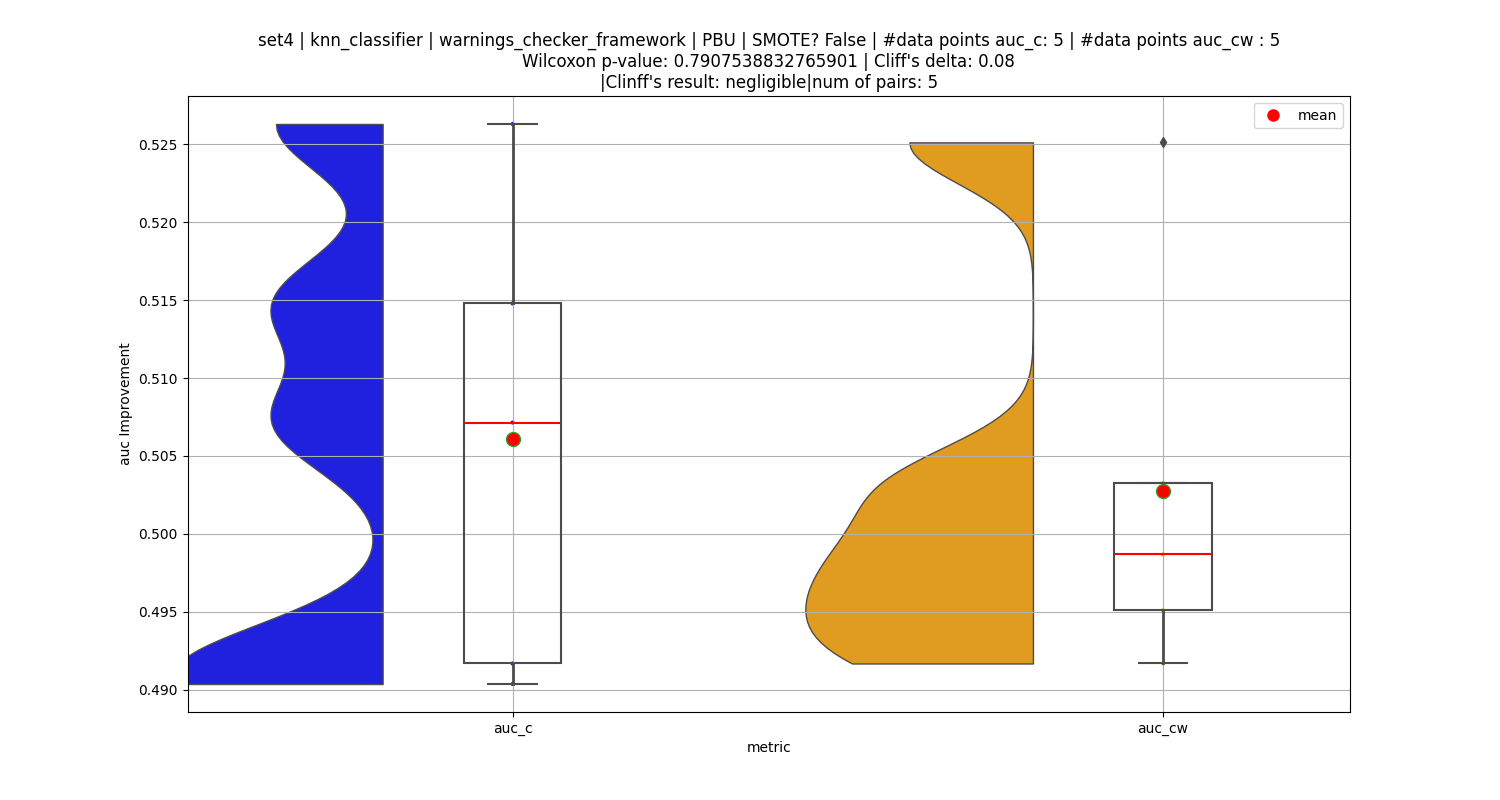 set4 | knn_classifier | warnings_checker_framework | PBU | SMOTE? False | #data points auc_c: 5 | #data points auc_cw : 5
Wilcoxon p-value: 0.7907538832765901 | Cliff's delta: 0.08
|Clinff's result: negligible|num of pairs: 5
mean
0.525
0.520
0.515
0.510
0.505
0.500
0.495
0.490
auc Improvement
auc_c
auc_cw
metric